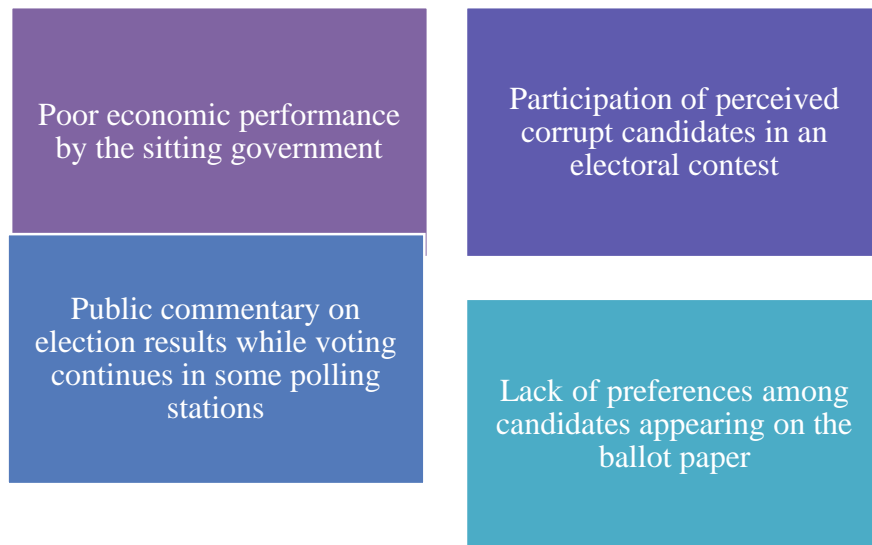 Poor economic performance
by the sitting government
Participation of perceived
corrupt candidates in an
electoral contest
Public commentary on
election results while voting
continues in some polling
stations
Lack of preferences among
candidates appearing on the
ballot paper